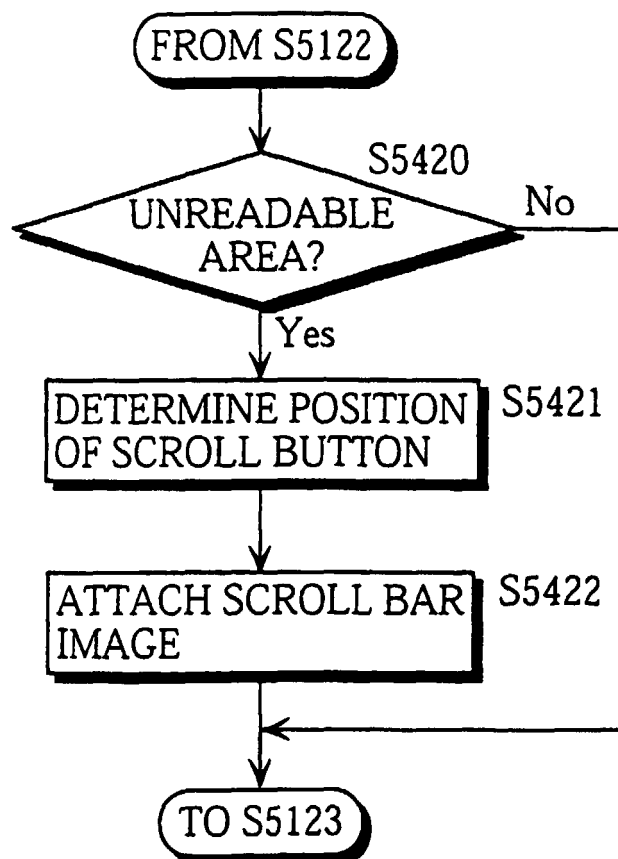 FROM S5122
S5420
UNREADABLE
AREA?
No
Yes
DETERMINE POSITION
OF SCROLL BUTTON
S5421
ATTACH SCROLL BAR
IMAGE
S5422
TO S5123